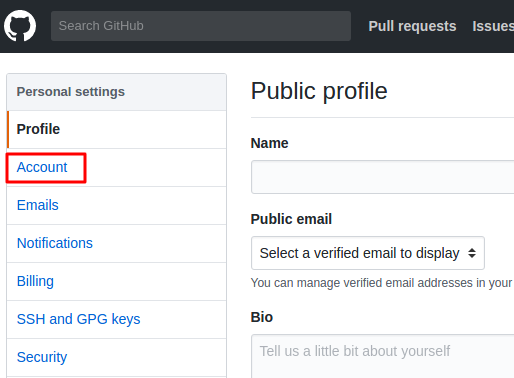 Search GitHub
Pull requests
Issues
Personal settings
Profile
Account
Emails
Notifications
Billing
SSH and GPG keys
Security
Public profile
Name
Public email
Select a verified email to display
You can manage verified email addresses in your
Bio
Tell us a little bit about yourself